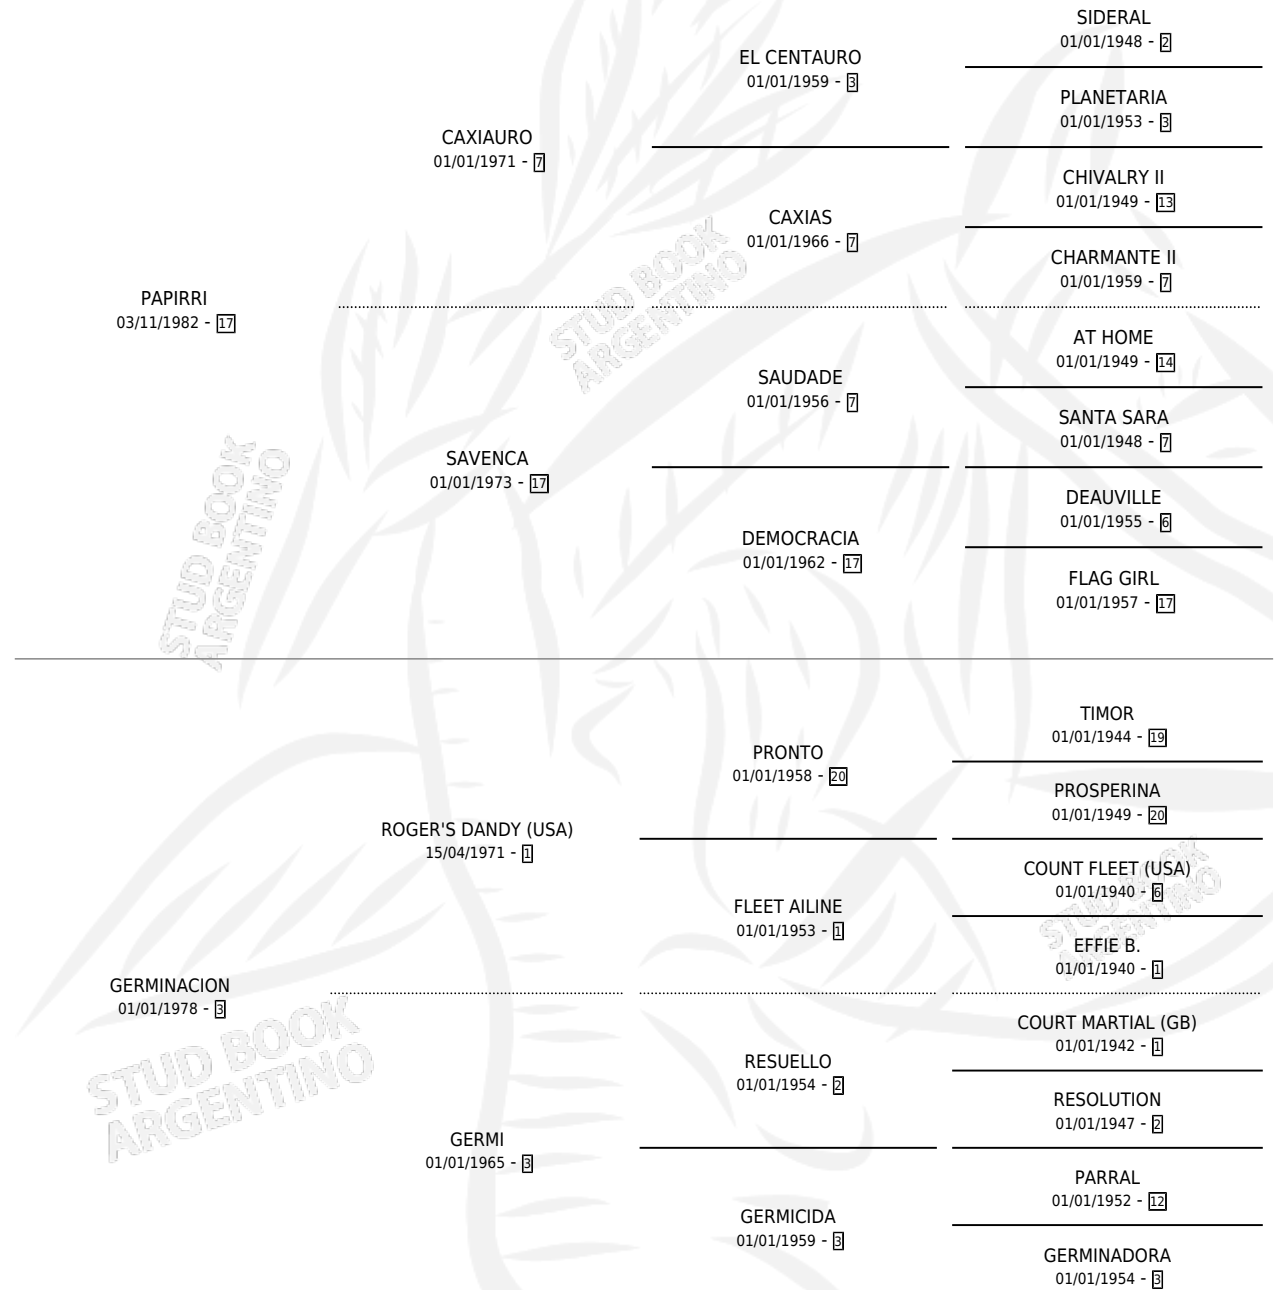 SIDERAL
01/01/1948 - 2
EL CENTAURO
01/01/1959 - 3
PLANETARIA
01/01/1953 - 3
CAXIAURO
01/01/1971 - 7
CHIVALRY II
01/01/1949 - 13
CAXIAS
01/01/1966 - 7
CHARMANTE II
01/01/1959 - 7
PAPIRRI
03/11/1982 - 17
AT HOME
01/01/1949 - 14
SAUDADE
01/01/1956 - 7
SANTA SARA
01/01/1948 - 7
SAVENCA
01/01/1973 - 17
DEAUVILLE
01/01/1955 - 6
DEMOCRACIA
01/01/1962 - 17
FLAG GIRL
01/01/1957 - 17
TIMOR
01/01/1944 - 19
PRONTO
01/01/1958 - 20
PROSPERINA
01/01/1949 - 20
ROGER'S DANDY (USA)
15/04/1971 - 1
COUNT FLEET (USA)
01/01/1940 - 6
FLEET AILINE
01/01/1953 - 1
EFFIE B.
01/01/1940 - 1
GERMINACION
01/01/1978 - 3
COURT MARTIAL (GB)
01/01/1942 - 1
RESUELLO
01/01/1954 - 2
RESOLUTION
01/01/1947 - 2
GERMI
01/01/1965 - 3
PARRAL
01/01/1952 - 12
GERMICIDA
01/01/1959 - 3
GERMINADORA
01/01/1954 - 3
STUD BOOK
ARGENTINO
STUD BOOK
ARGENTINO
STUD BOOK
ARGENTINO
STUD BOOK
ARGENTINO